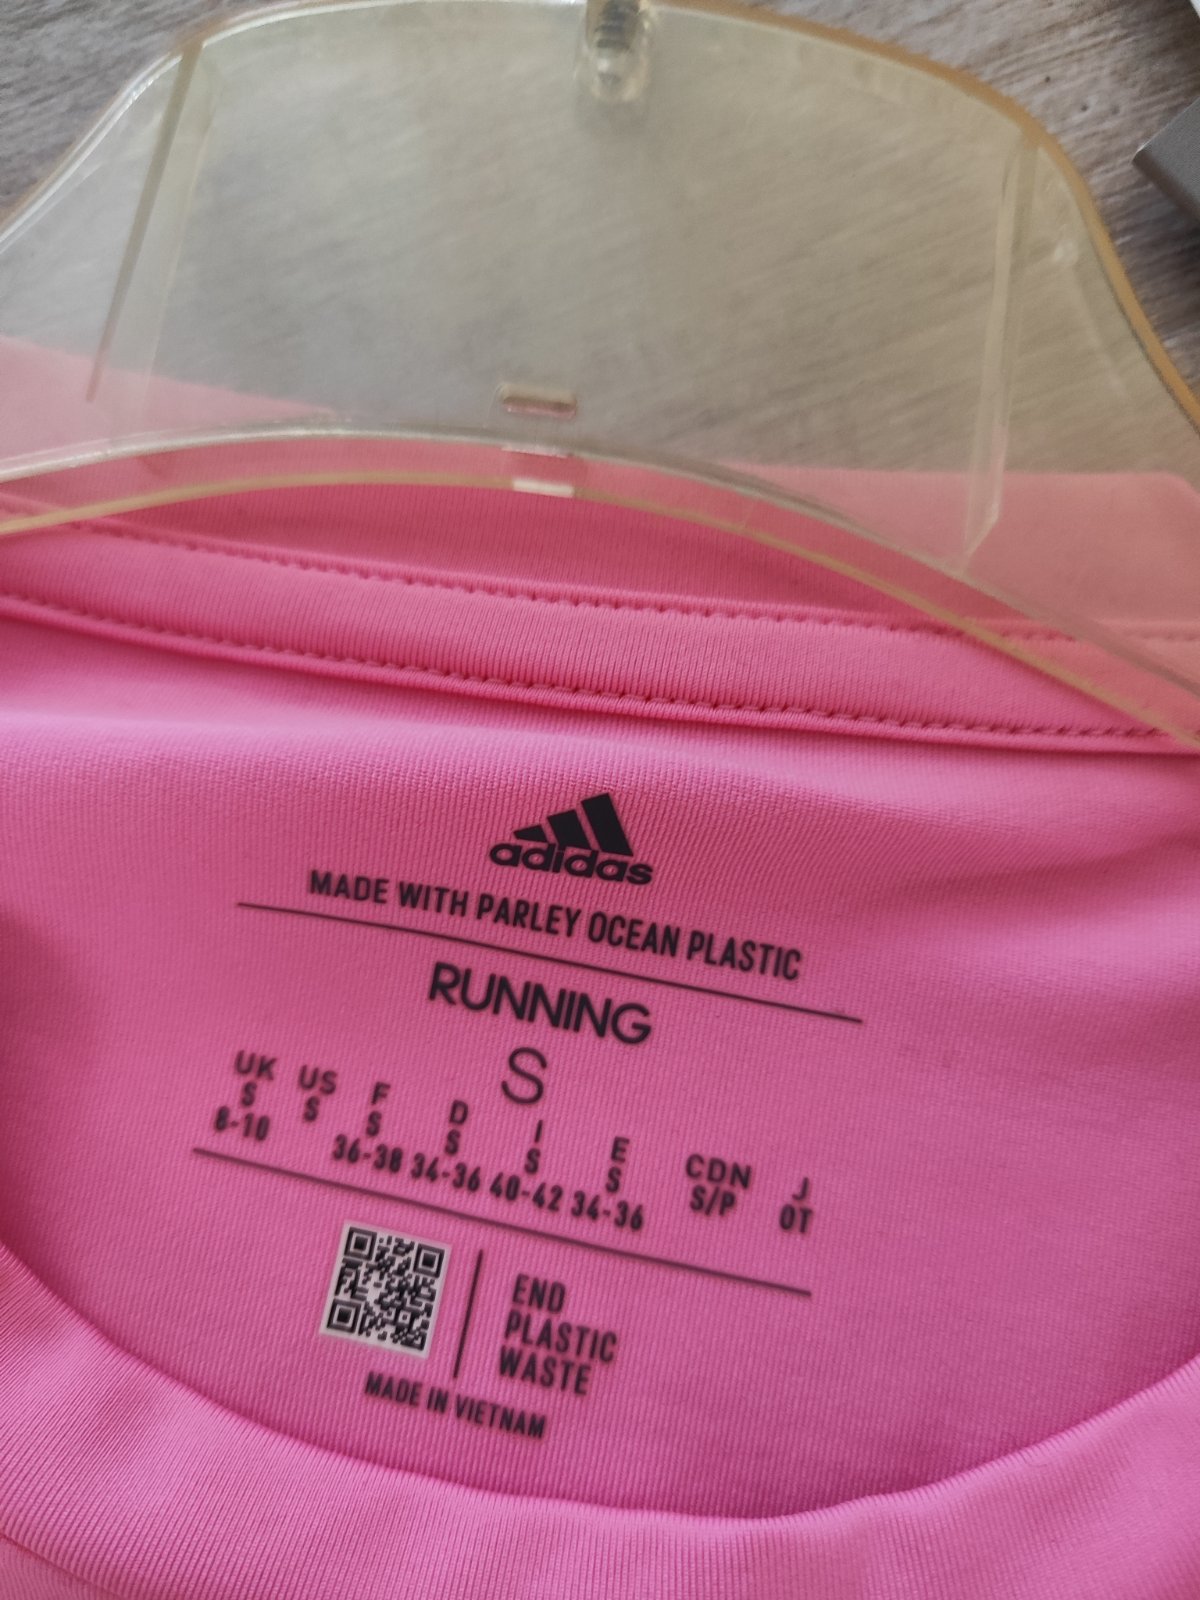 adidas
MADE WITH PARLEY OCEAN PLASTIC
RUNNING
S
UK US F D I E CDN J
S S S S S S S/P OT
8-10 36-38 34-36 40-42 34-36
END
PLASTIC
WASTE
MADE IN VIETNAM